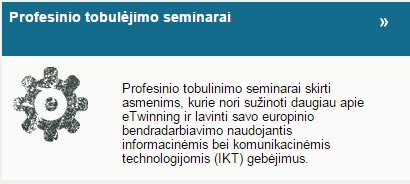 Profesinio tobulėjimo seminarai »
Profesinio tobulinimo seminarai skirti
asmenims, kurie nori sužinoti daugiau apie
eTwinning ir lavinti savo europinio
bendradarbiavimo naudojantis
informacinėmis bei komunikacinėmis
technologijomis (IKT) gebėjimus.